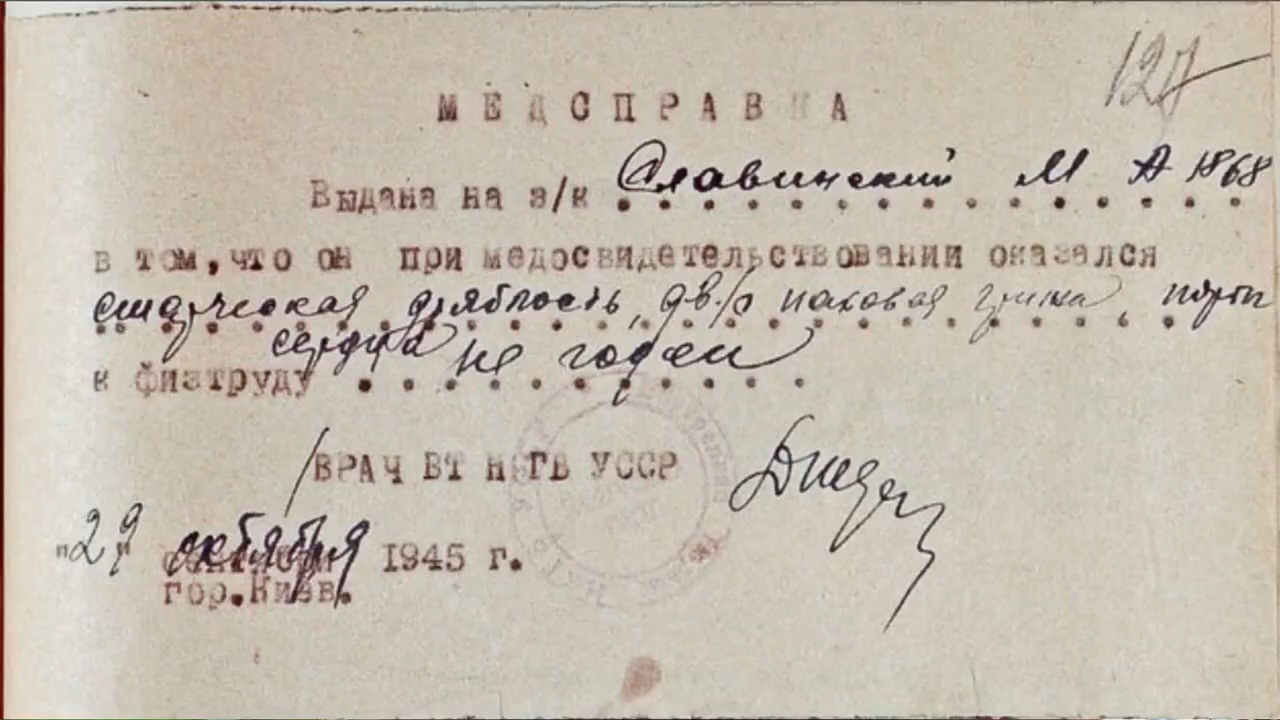 127
МЕДСПРАВКА
Выдана на з/к Славинский М А 1868
в том, что он при медосвидетельствовании оказался
старческая дряблость, дв./с паховая грыжа, порок
сердца не годен
к физтруду
ВРАЧ ВТ НКГБ УССР
"29" октября 1945 г.
гор.Киев.